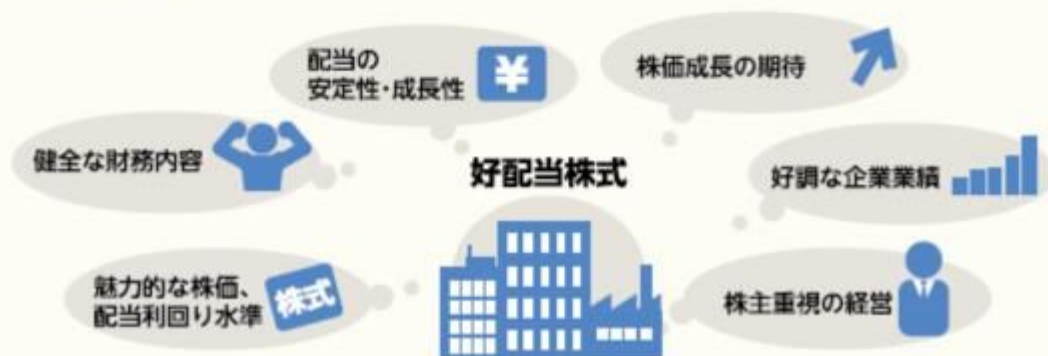 配当の
安定性・成長性
¥
株価成長の期待
健全な財務内容
好配当株式
好調な企業業績
魅力的な株価、
配当利回り水準
株式
株主重視の経営